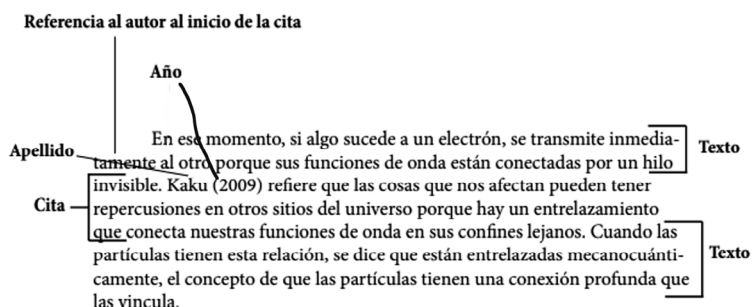 Referencia al autor al inicio de la cita
Año
En ese momento, si algo sucede a un electrón, se transmite inmedia-
Apellido
Texto
tamente al otro porque sus funciones de onda están conectadas por un hilo
invisible. Kaku (2009) refiere que las cosas que nos afectan pueden tener
Cita
repercusiones en otros sitios del universo porque hay un entrelazamiento
que conecta nuestras funciones de onda en sus confines lejanos. Cuando las
partículas tienen esta relación, se dice que están entrelazadas mecanocuánti-
Texto
camente, el concepto de que las partículas tienen una conexión profunda que
las vincula.